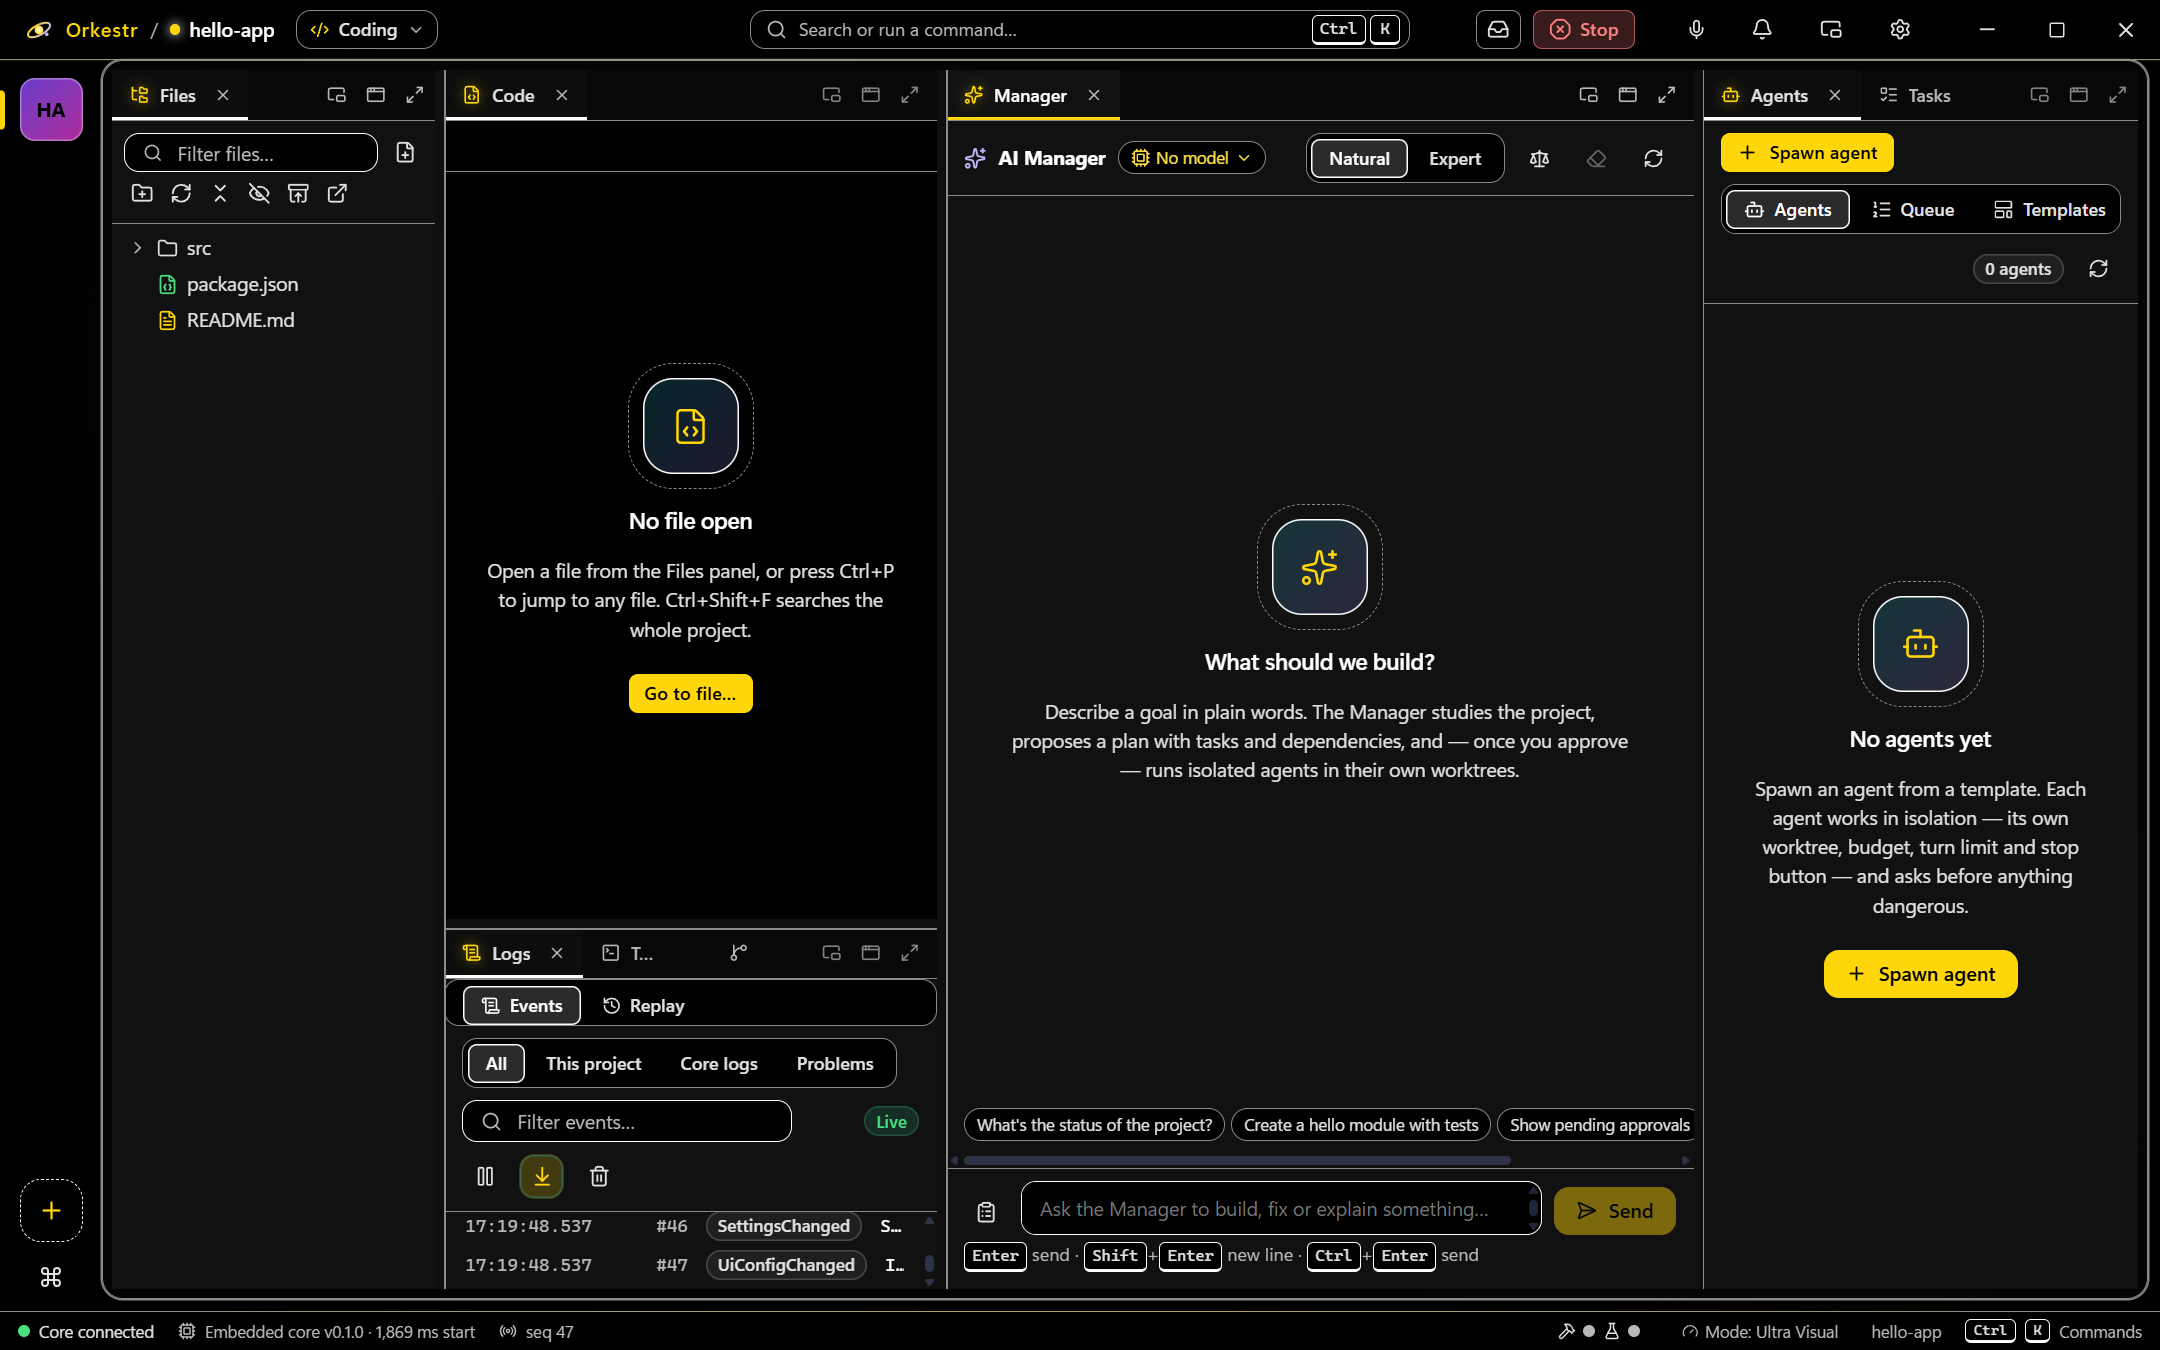 Orkestr / hello-app
Coding
Search or run a command...
Ctrl K
Stop
HA
Files
Filter files...
src
package.json
README.md
Code
No file open
Open a file from the Files panel, or press Ctrl+P
to jump to any file. Ctrl+Shift+F searches the
whole project.
Go to file...
Logs
T...
Events
Replay
All
This project
Core logs
Problems
Filter events...
Live
17:19:48.537 #46 SettingsChanged S...
17:19:48.537 #47 UiConfigChanged I...
Manager
AI Manager
No model
Natural
Expert
What should we build?
Describe a goal in plain words. The Manager studies the project,
proposes a plan with tasks and dependencies, and — once you approve
— runs isolated agents in their own worktrees.
What's the status of the project?
Create a hello module with tests
Show pending approvals
Ask the Manager to build, fix or explain something...
Send
Enter send · Shift+Enter new line · Ctrl+Enter send
Agents
Tasks
Spawn agent
Agents
Queue
Templates
0 agents
No agents yet
Spawn an agent from a template. Each
agent works in isolation — its own
worktree, budget, turn limit and stop
button — and asks before anything
dangerous.
Spawn agent
Core connected
Embedded core v0.1.0 · 1,869 ms start
seq 47
Mode: Ultra Visual
hello-app
Ctrl K Commands